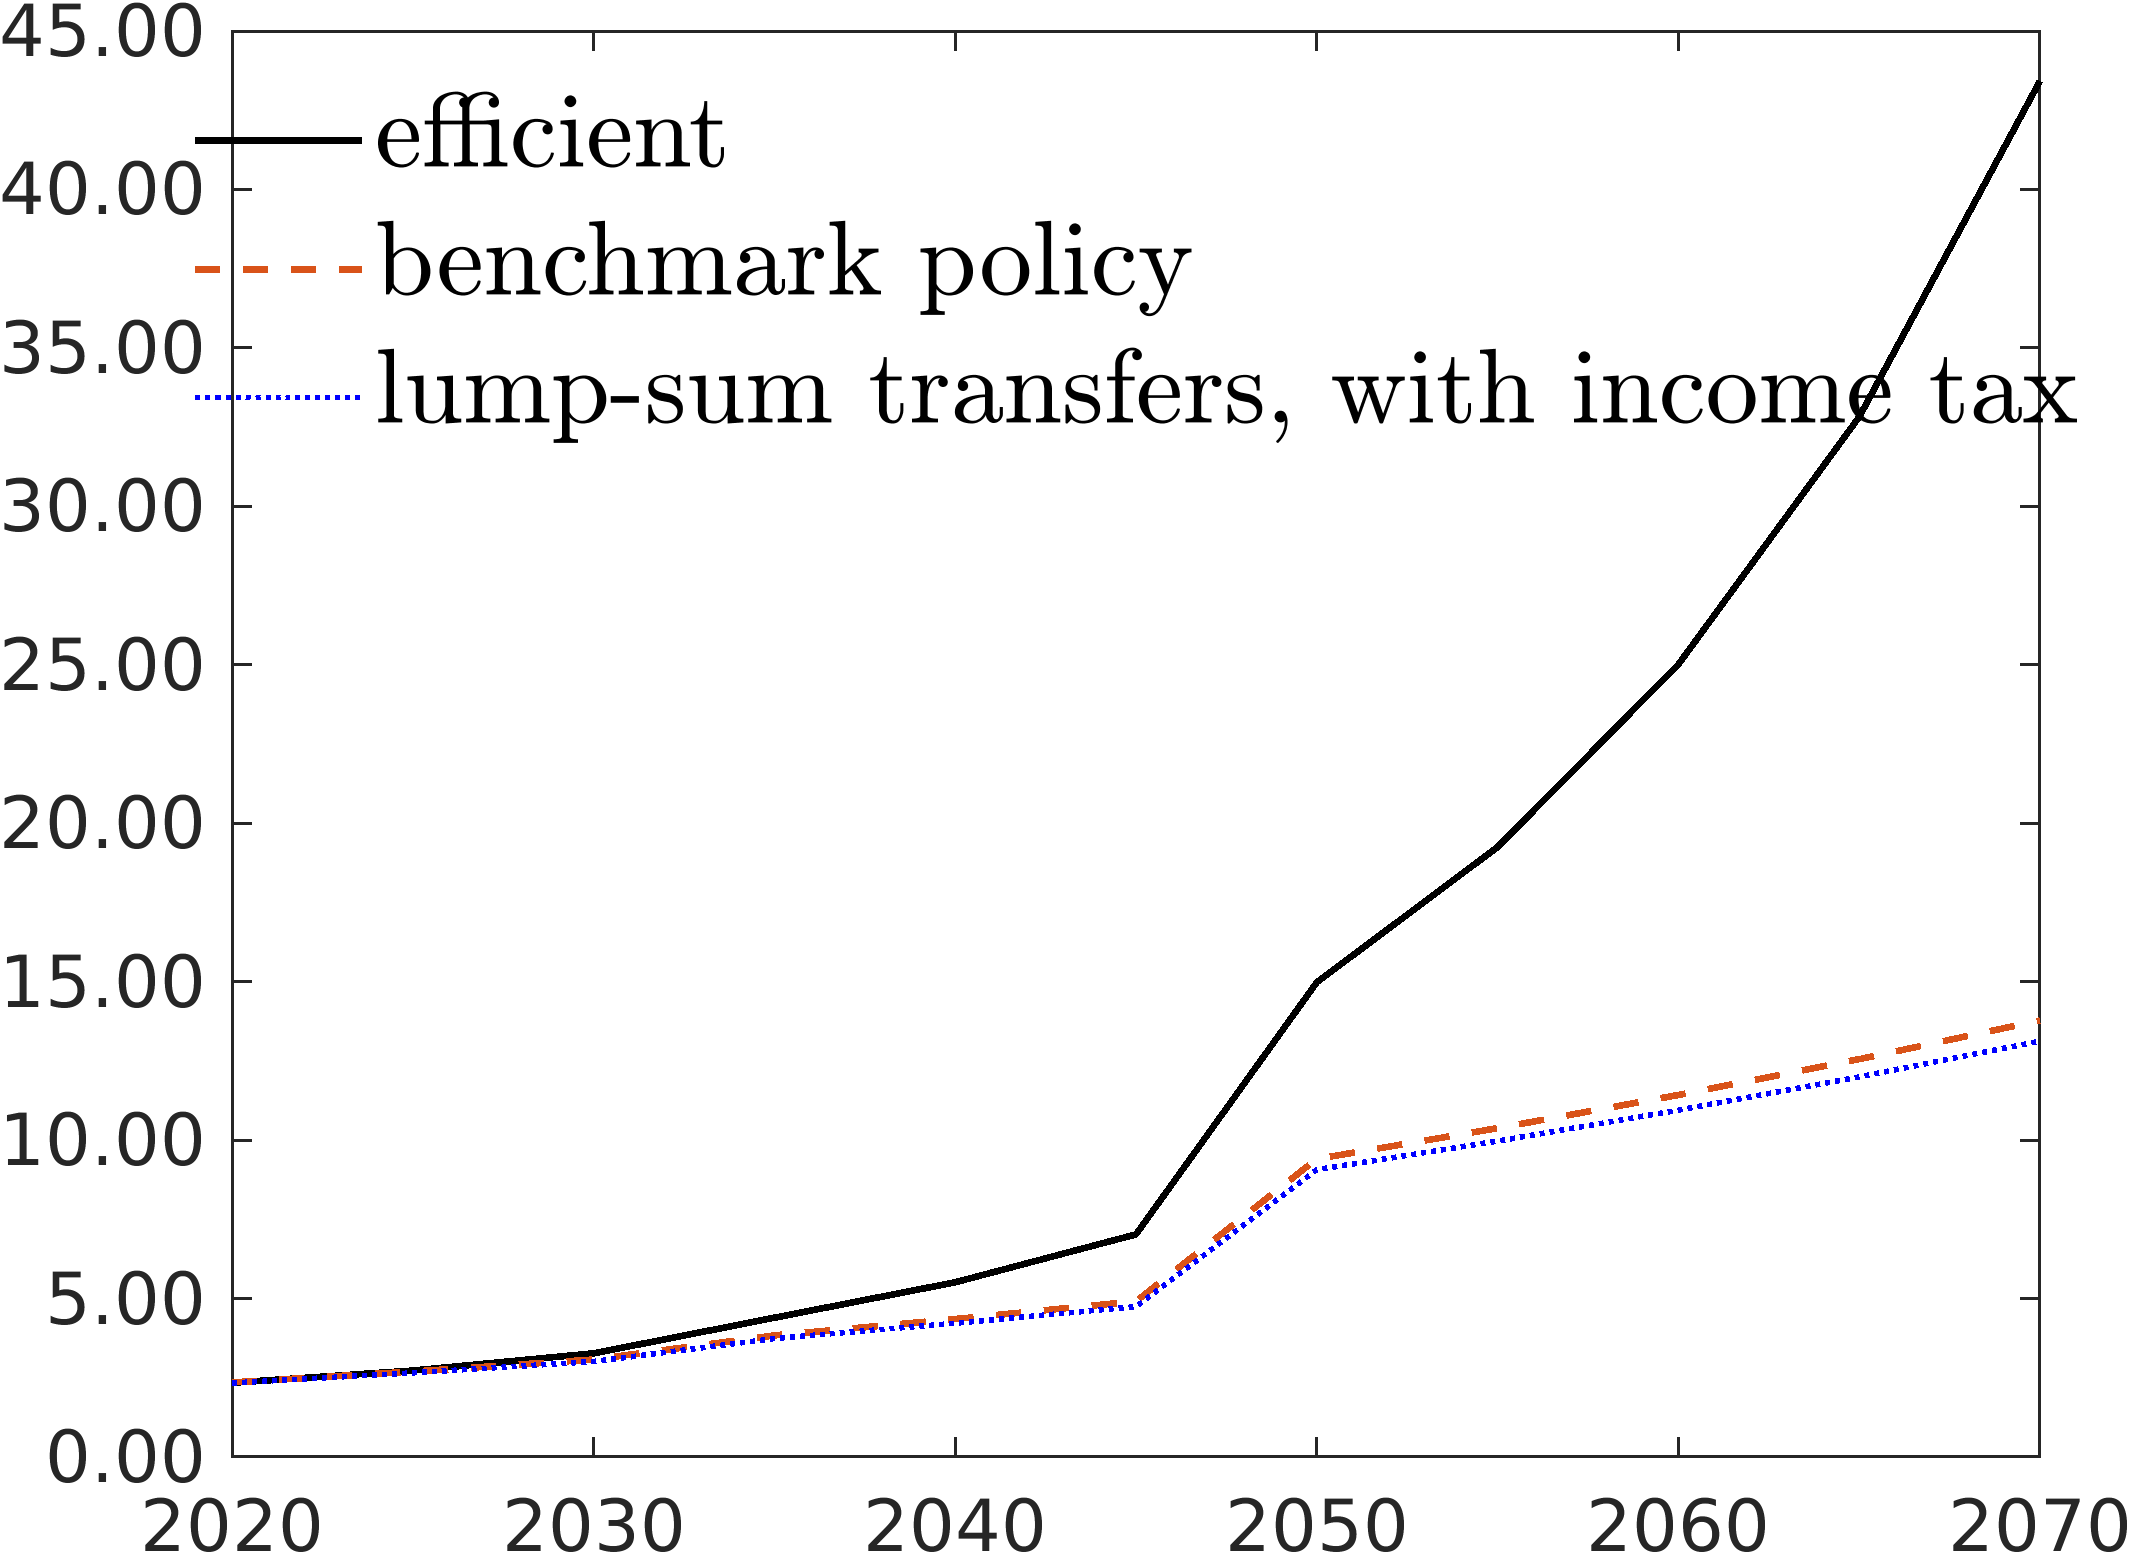 45.00
efficient
40.00
benchmark policy
35.00
lump-sum transfers, with income tax
30.00
25.00
20.00
15.00
10.00
5.00
0.00
2020 2030 2040 2050 2060 2070